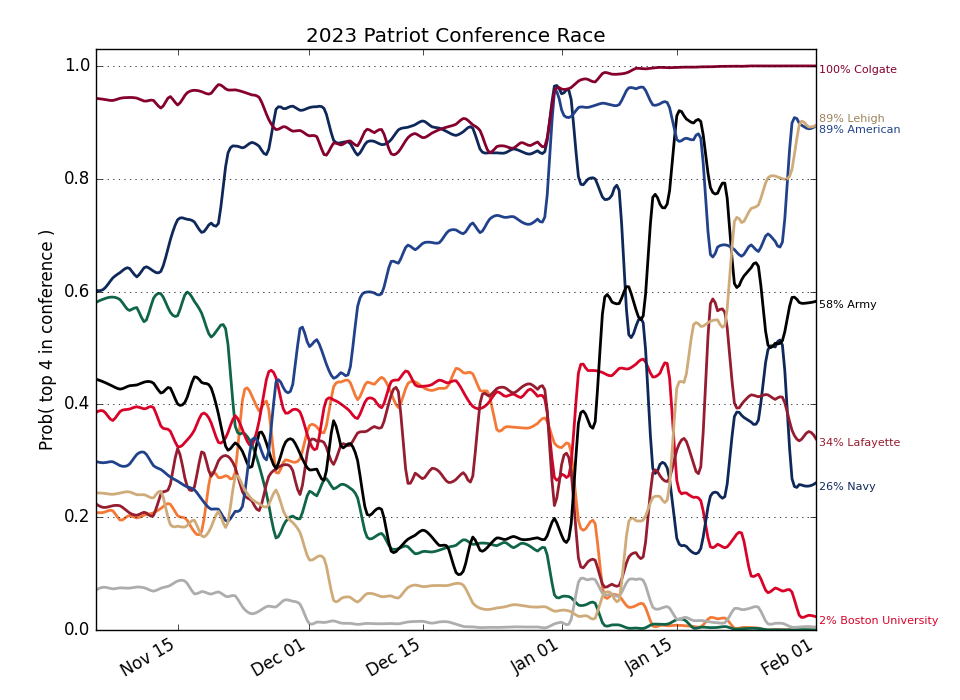 2023 Patriot Conference Race
Prob( top 4 in conference )
1.0
0.8
0.6
0.4
0.2
0.0
Nov 15
Dec 01
Dec 15
Jan 01
Jan 15
Feb 01
100% Colgate
89% Lehigh
89% American
58% Army
34% Lafayette
26% Navy
2% Boston University